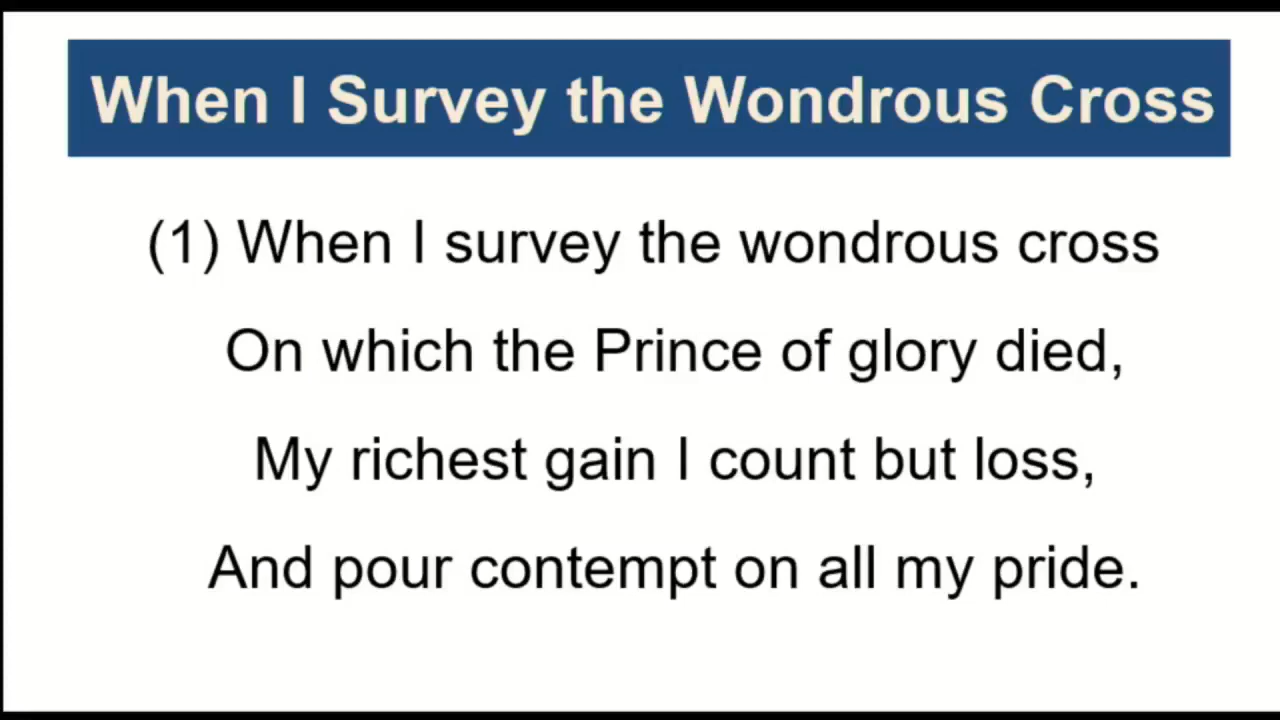 When I Survey the Wondrous Cross
(1) When I survey the wondrous cross
On which the Prince of glory died,
My richest gain I count but loss,
And pour contempt on all my pride.